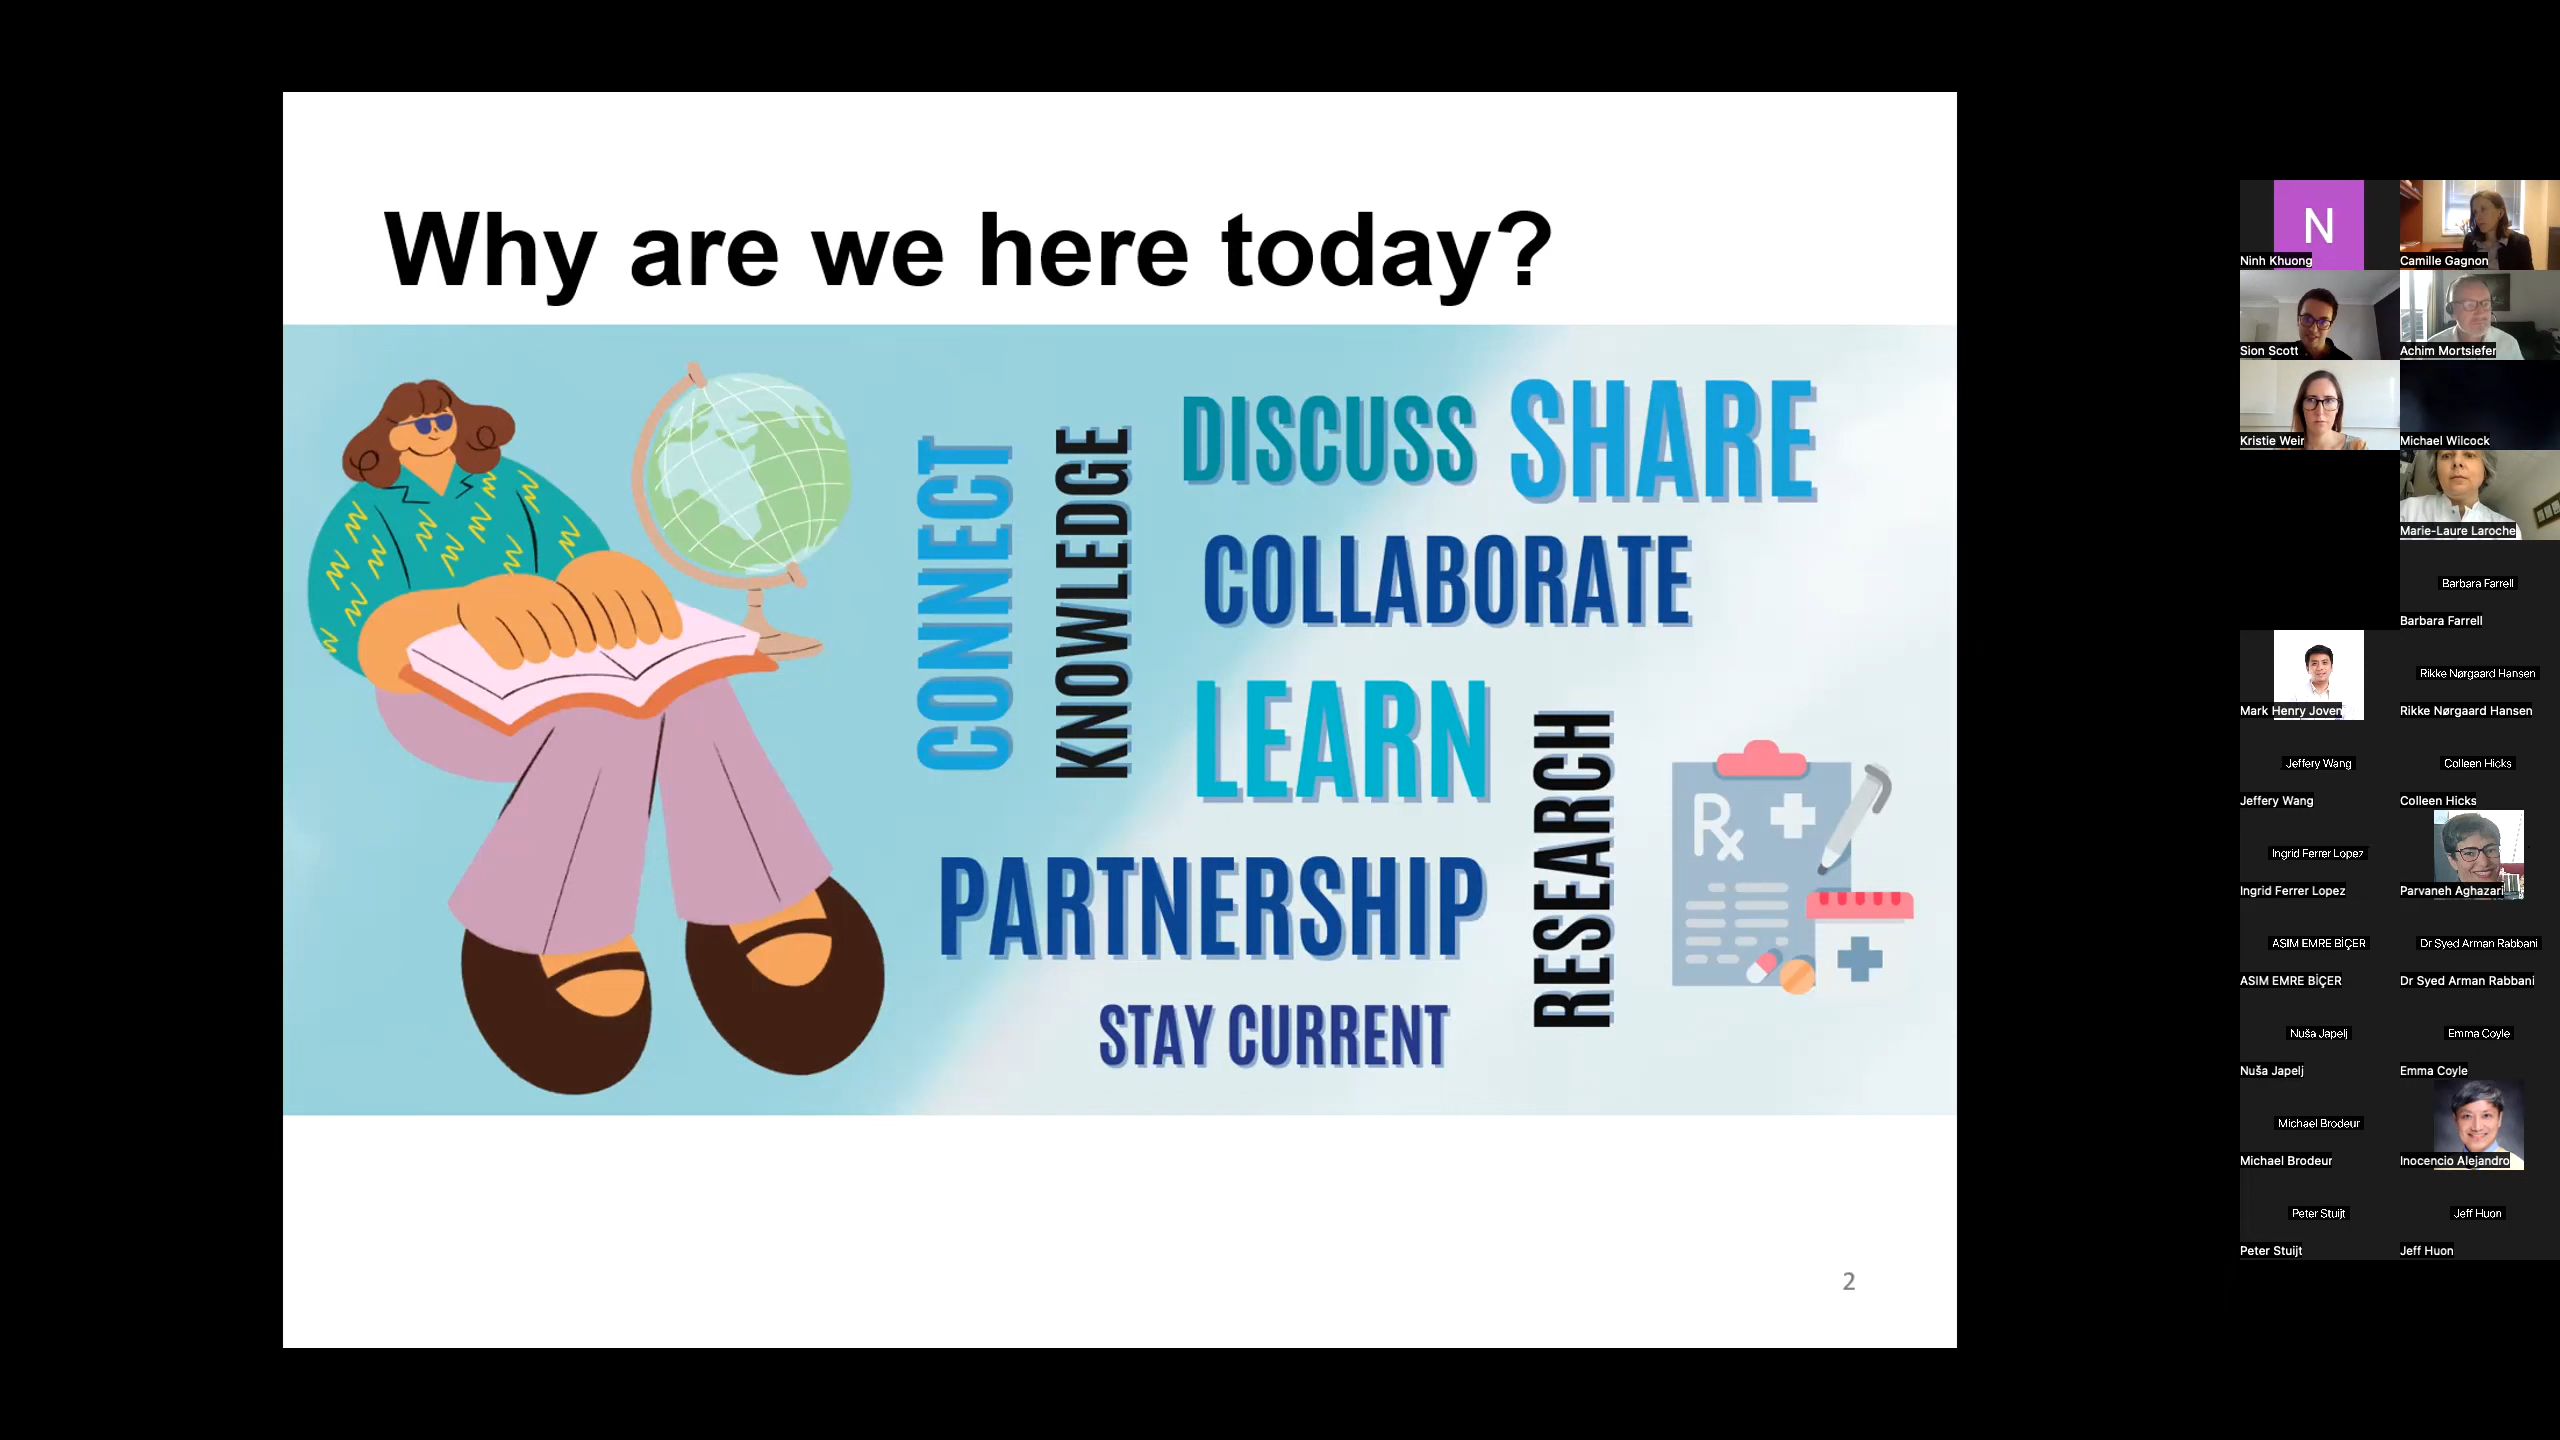 Why are we here today?
CONNECT
KNOWLEDGE
DISCUSS
SHARE
COLLABORATE
LEARN
RESEARCH
Rx
PARTNERSHIP
STAY CURRENT
2
N
Ninh Khuong
Camille Gagnon
Sion Scott
Achim Mortsiefer
Kristie Weir
Michael Wilcock
Marie-Laure Laroche
Barbara Farrell
Barbara Farrell
Mark Henry Joven
Rikke Nørgaard Hansen
Rikke Nørgaard Hansen
Jeffery Wang
Jeffery Wang
Colleen Hicks
Colleen Hicks
Ingrid Ferrer Lopez
Ingrid Ferrer Lopez
Parvaneh Aghazari
ASIM EMRE BİÇER
ASIM EMRE BİÇER
Dr Syed Arman Rabbani
Dr Syed Arman Rabbani
Nuša Japelj
Nuša Japelj
Emma Coyle
Emma Coyle
Michael Brodeur
Michael Brodeur
Inocencio Alejandro
Peter Stuijt
Peter Stuijt
Jeff Huon
Jeff Huon